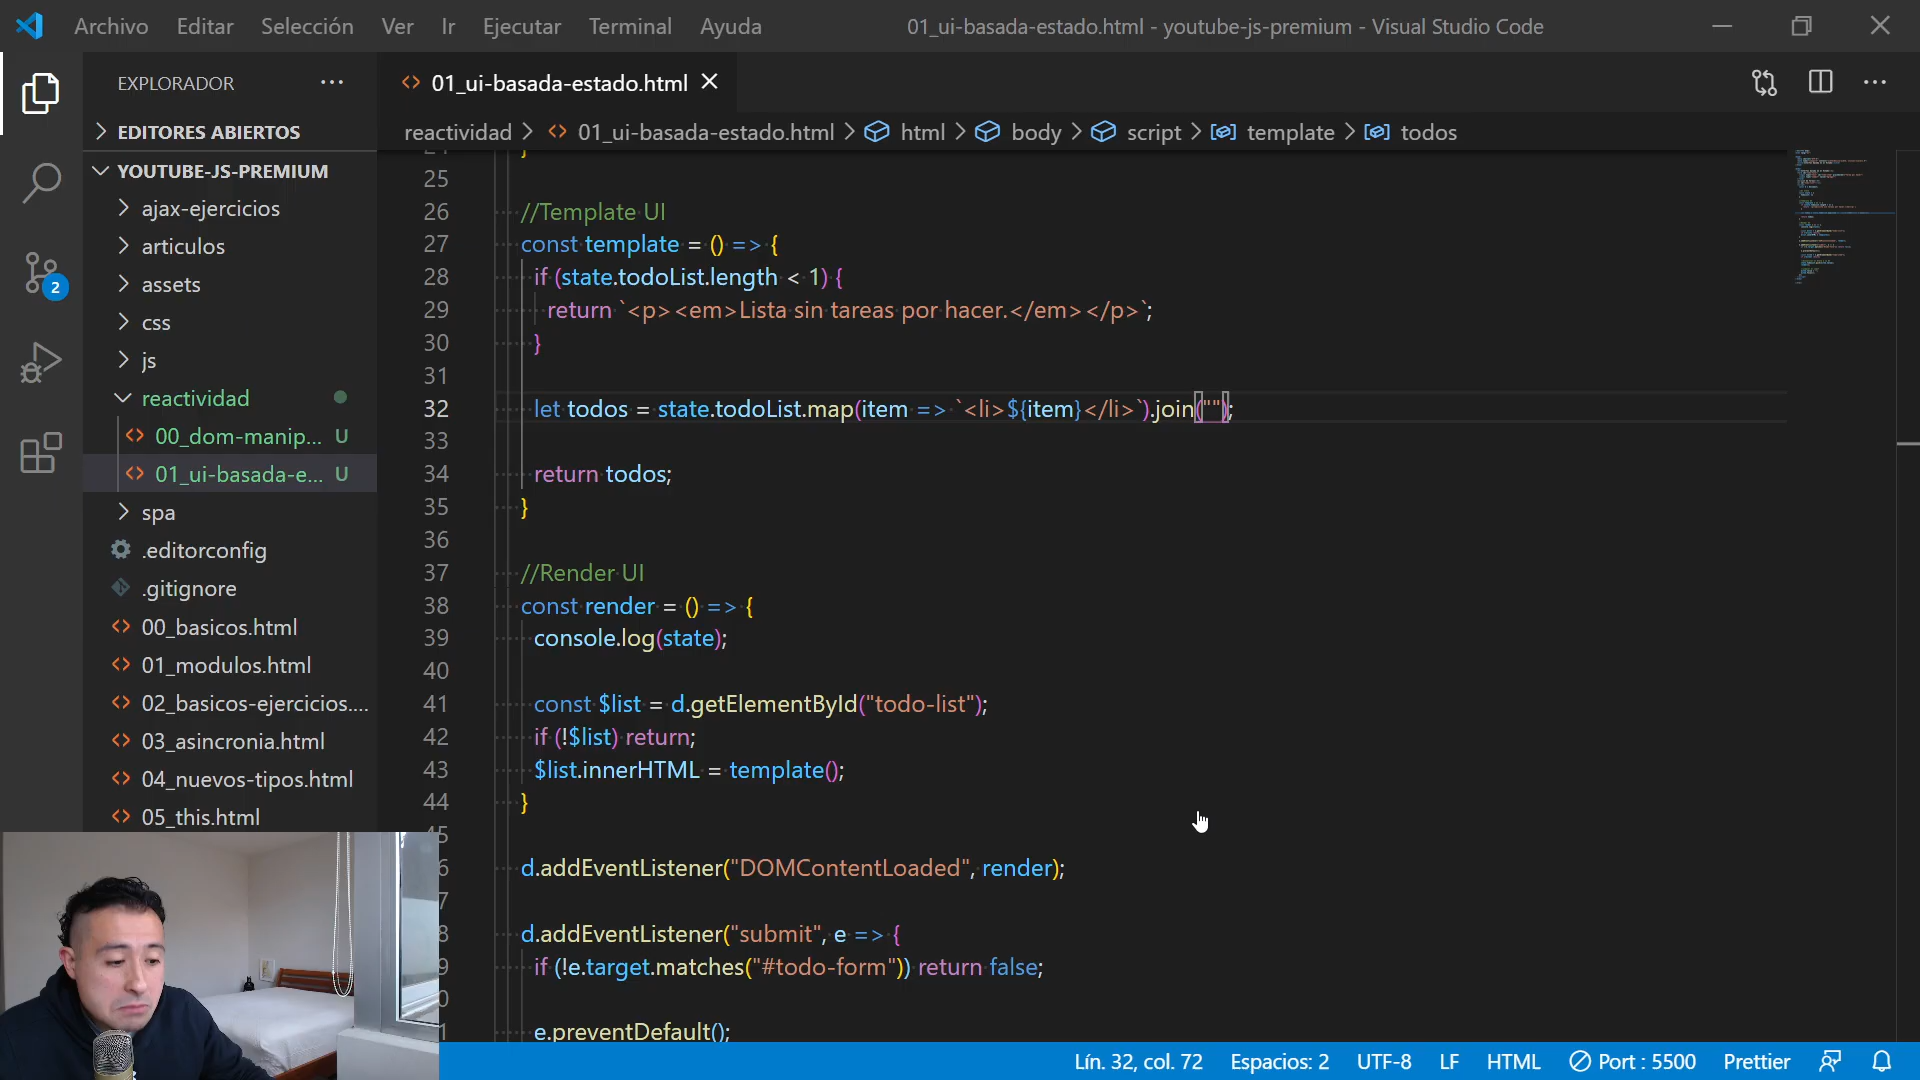 Archivo Editar Selección Ver Ir Ejecutar Terminal Ayuda 01_ui-basada-estado.html - youtube-js-premium - Visual Studio Code
EXPLORADOR
EDITORES ABIERTOS
YOUTUBE-JS-PREMIUM
ajax-ejercicios
articulos
assets
css
js
reactividad
00_dom-manip... U
01_ui-basada-e... U
spa
.editorconfig
.gitignore
00_basicos.html
01_modulos.html
02_basicos-ejercicios....
03_asincronia.html
04_nuevos-tipos.html
05_this.html
2
01_ui-basada-estado.html
reactividad > 01_ui-basada-estado.html > html > body > script > template > todos
25
26 //Template UI
27 const template = () => {
28 if (state.todoList.length < 1) {
29 return `<p><em>Lista sin tareas por hacer.</em></p>`;
30 }
31
32 let todos = state.todoList.map(item => `<li>${item}</li>`).join("");
33
34 return todos;
35 }
36
37 //Render UI
38 const render = () => {
39 console.log(state);
40
41 const $list = d.getElementById("todo-list");
42 if (!$list) return;
43 $list.innerHTML = template();
44 }
5
6 d.addEventListener("DOMContentLoaded", render);
7
8 d.addEventListener("submit", e => {
9 if (!e.target.matches("#todo-form")) return false;
0
1 e.preventDefault();
Lín. 32, col. 72 Espacios: 2 UTF-8 LF HTML Port : 5500 Prettier